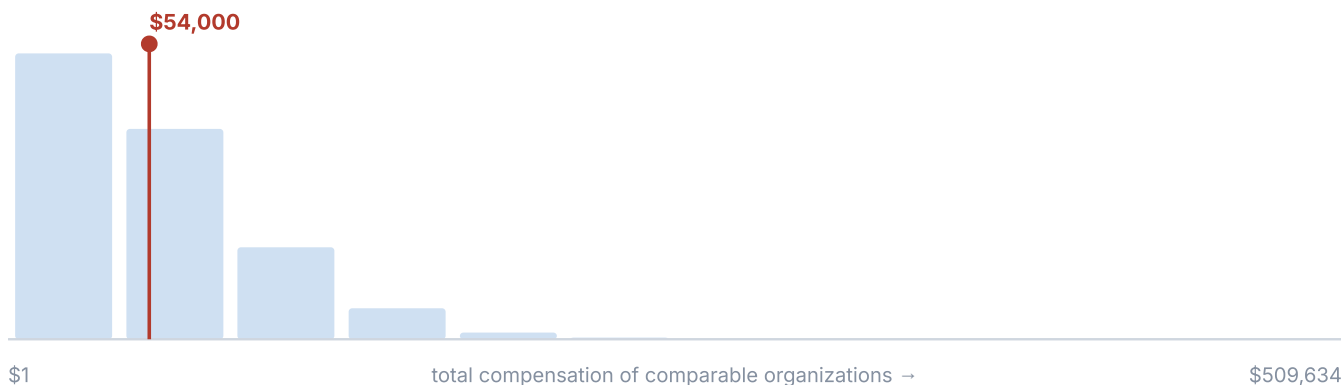 $54,000
$1 total compensation of comparable organizations → $509,634